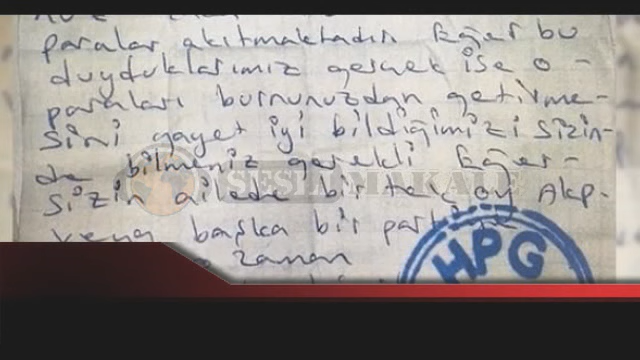 paralar akıtmaktadır Eğer bu
duyduklarımız gerçek ise o -
paraları burnunuzdan getirme-
sini gayet iyi bildiğimizi sizin-
de bilmeniz gerekli Eğer-
sizin ailede bir tek oy AKP-
veya başka bir
zaman
HPG